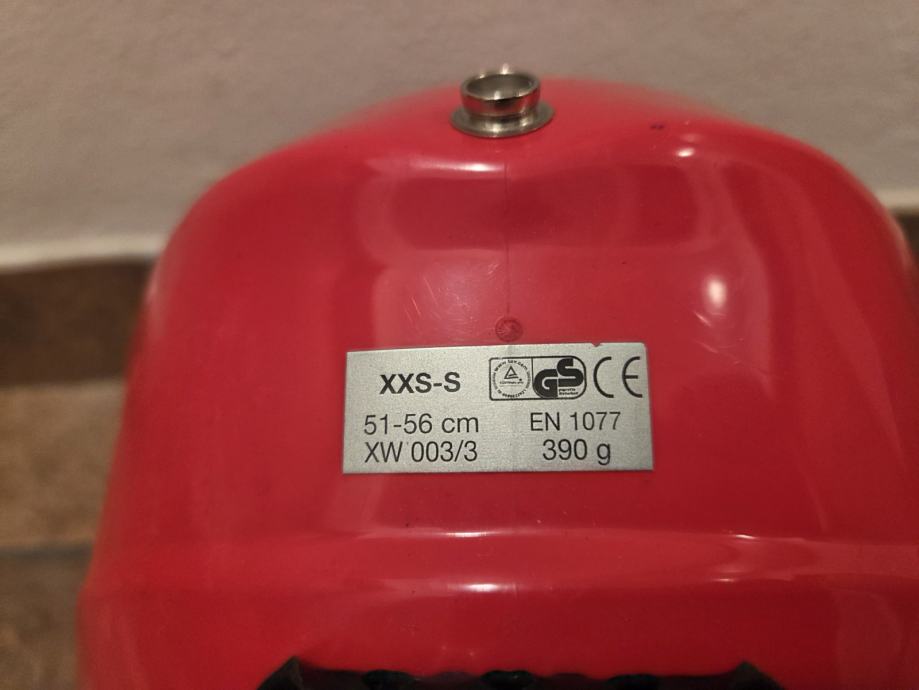 XXS-S GS CE
51-56 cm EN 1077
XW 003/3 390 g